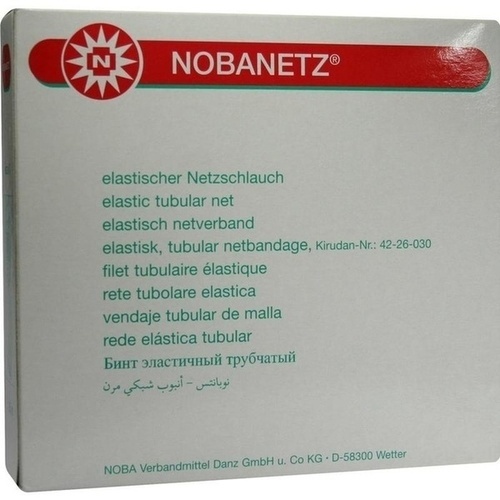 N
NOBANETZ®
elastischer Netzschlauch
elastic tubular net
elastisch netverband
elastisk, tubular netbandage, Kirudan-Nr.: 42-26-030
filet tubulaire élastique
rete tubolare elastica
vendaje tubular de malla
rede elástica tubular
Бинт эластичный трубчатый
نوبانتس – أنبوب شبكي مرن
NOBA Verbandmittel Danz GmbH u. Co KG · D-58300 Wetter